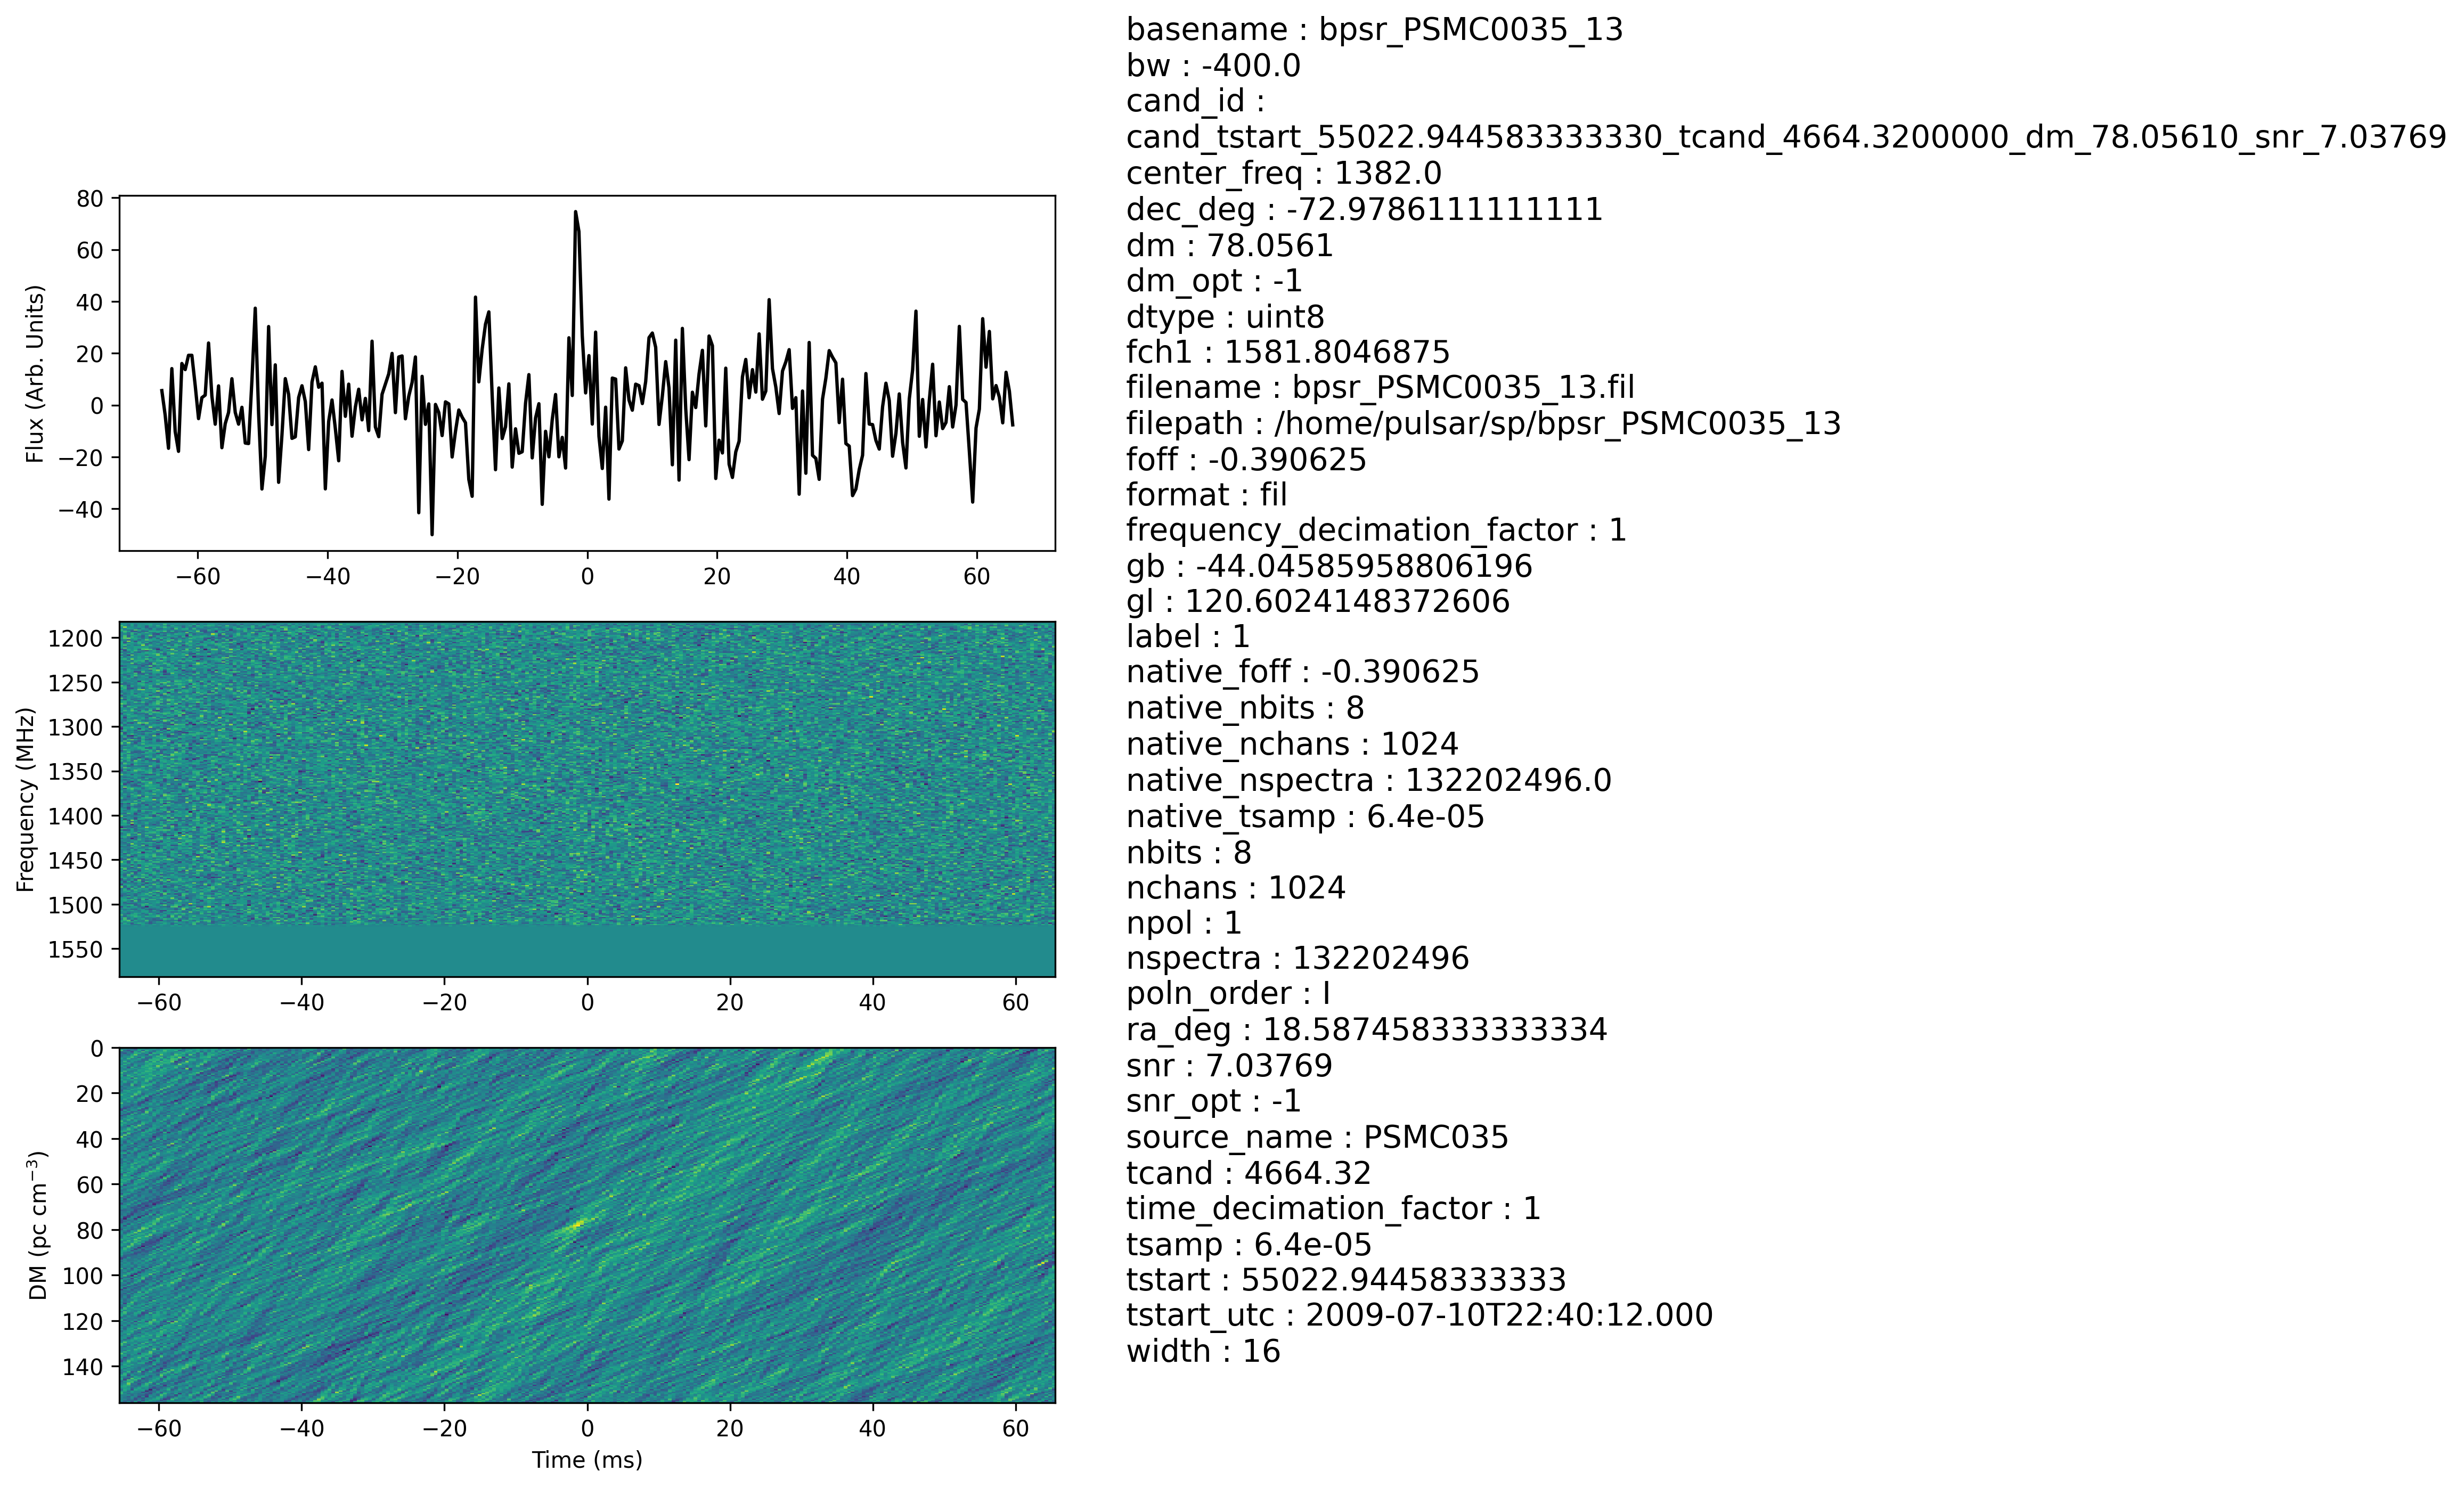 basename : bpsr_PSMC0035_13
bw : -400.0
cand_id :
cand_tstart_55022.944583333330_tcand_4664.3200000_dm_78.05610_snr_7.03769
center_freq : 1382.0
dec_deg : -72.9786111111111
dm : 78.0561
dm_opt : -1
dtype : uint8
fch1 : 1581.8046875
filename : bpsr_PSMC0035_13.fil
filepath : /home/pulsar/sp/bpsr_PSMC0035_13
foff : -0.390625
format : fil
frequency_decimation_factor : 1
gb : -44.04585958806196
gl : 120.6024148372606
label : 1
native_foff : -0.390625
native_nbits : 8
native_nchans : 1024
native_nspectra : 132202496.0
native_tsamp : 6.4e-05
nbits : 8
nchans : 1024
npol : 1
nspectra : 132202496
poln_order : I
ra_deg : 18.587458333333334
snr : 7.03769
snr_opt : -1
source_name : PSMC035
tcand : 4664.32
time_decimation_factor : 1
tsamp : 6.4e-05
tstart : 55022.94458333333
tstart_utc : 2009-07-10T22:40:12.000
width : 16
Flux (Arb. Units)
80
60
40
20
0
−20
−40
−60 −40 −20 0 20 40 60
Frequency (MHz)
1200
1250
1300
1350
1400
1450
1500
1550
−60 −40 −20 0 20 40 60
DM (pc cm⁻³)
0
20
40
60
80
100
120
140
−60 −40 −20 0 20 40 60
Time (ms)